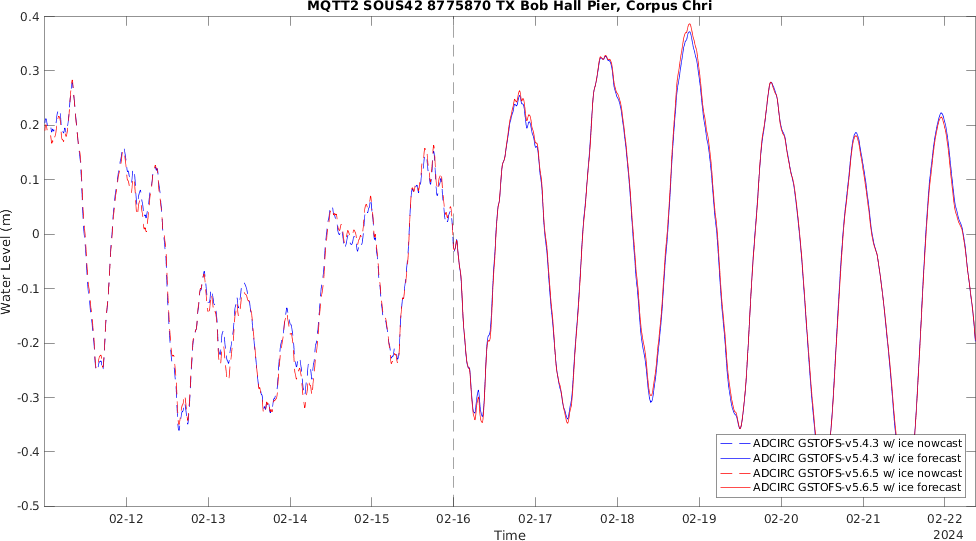 MQTT2 SOUS42 8775870 TX Bob Hall Pier, Corpus Chri
Water Level (m)
0.4
0.3
0.2
0.1
0
-0.1
-0.2
-0.3
-0.4
-0.5
ADCIRC GSTOFS-v5.4.3 w/ ice nowcast
ADCIRC GSTOFS-v5.4.3 w/ ice forecast
ADCIRC GSTOFS-v5.6.5 w/ ice nowcast
ADCIRC GSTOFS-v5.6.5 w/ ice forecast
02-12 02-13 02-14 02-15 02-16 02-17 02-18 02-19 02-20 02-21 02-22
Time
2024